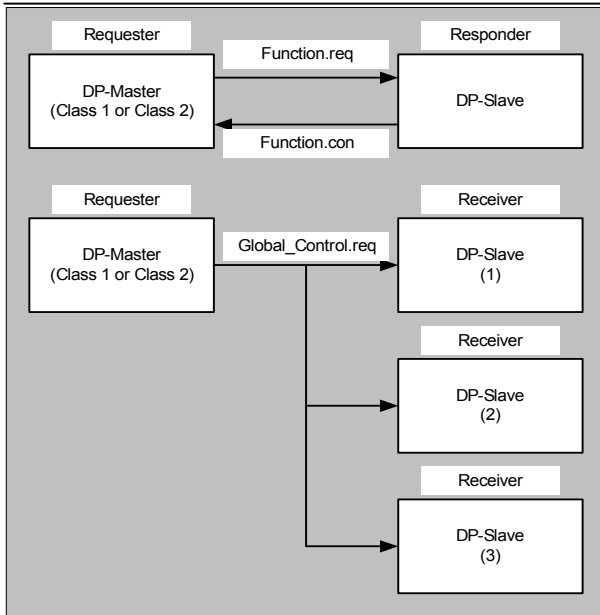 Requester
Responder
Function.req
DP-Master
(Class 1 or Class 2)
DP-Slave
Function.con
Requester
Receiver
Global_Control.req
DP-Master
(Class 1 or Class 2)
DP-Slave
(1)
Receiver
DP-Slave
(2)
Receiver
DP-Slave
(3)